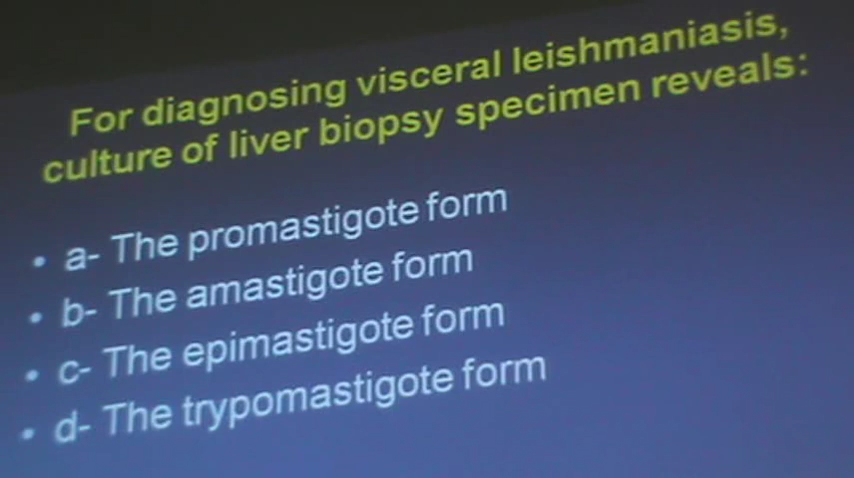 For diagnosing visceral leishmaniasis,
culture of liver biopsy specimen reveals:
• a- The promastigote form
• b- The amastigote form
• c- The epimastigote form
• d- The trypomastigote form